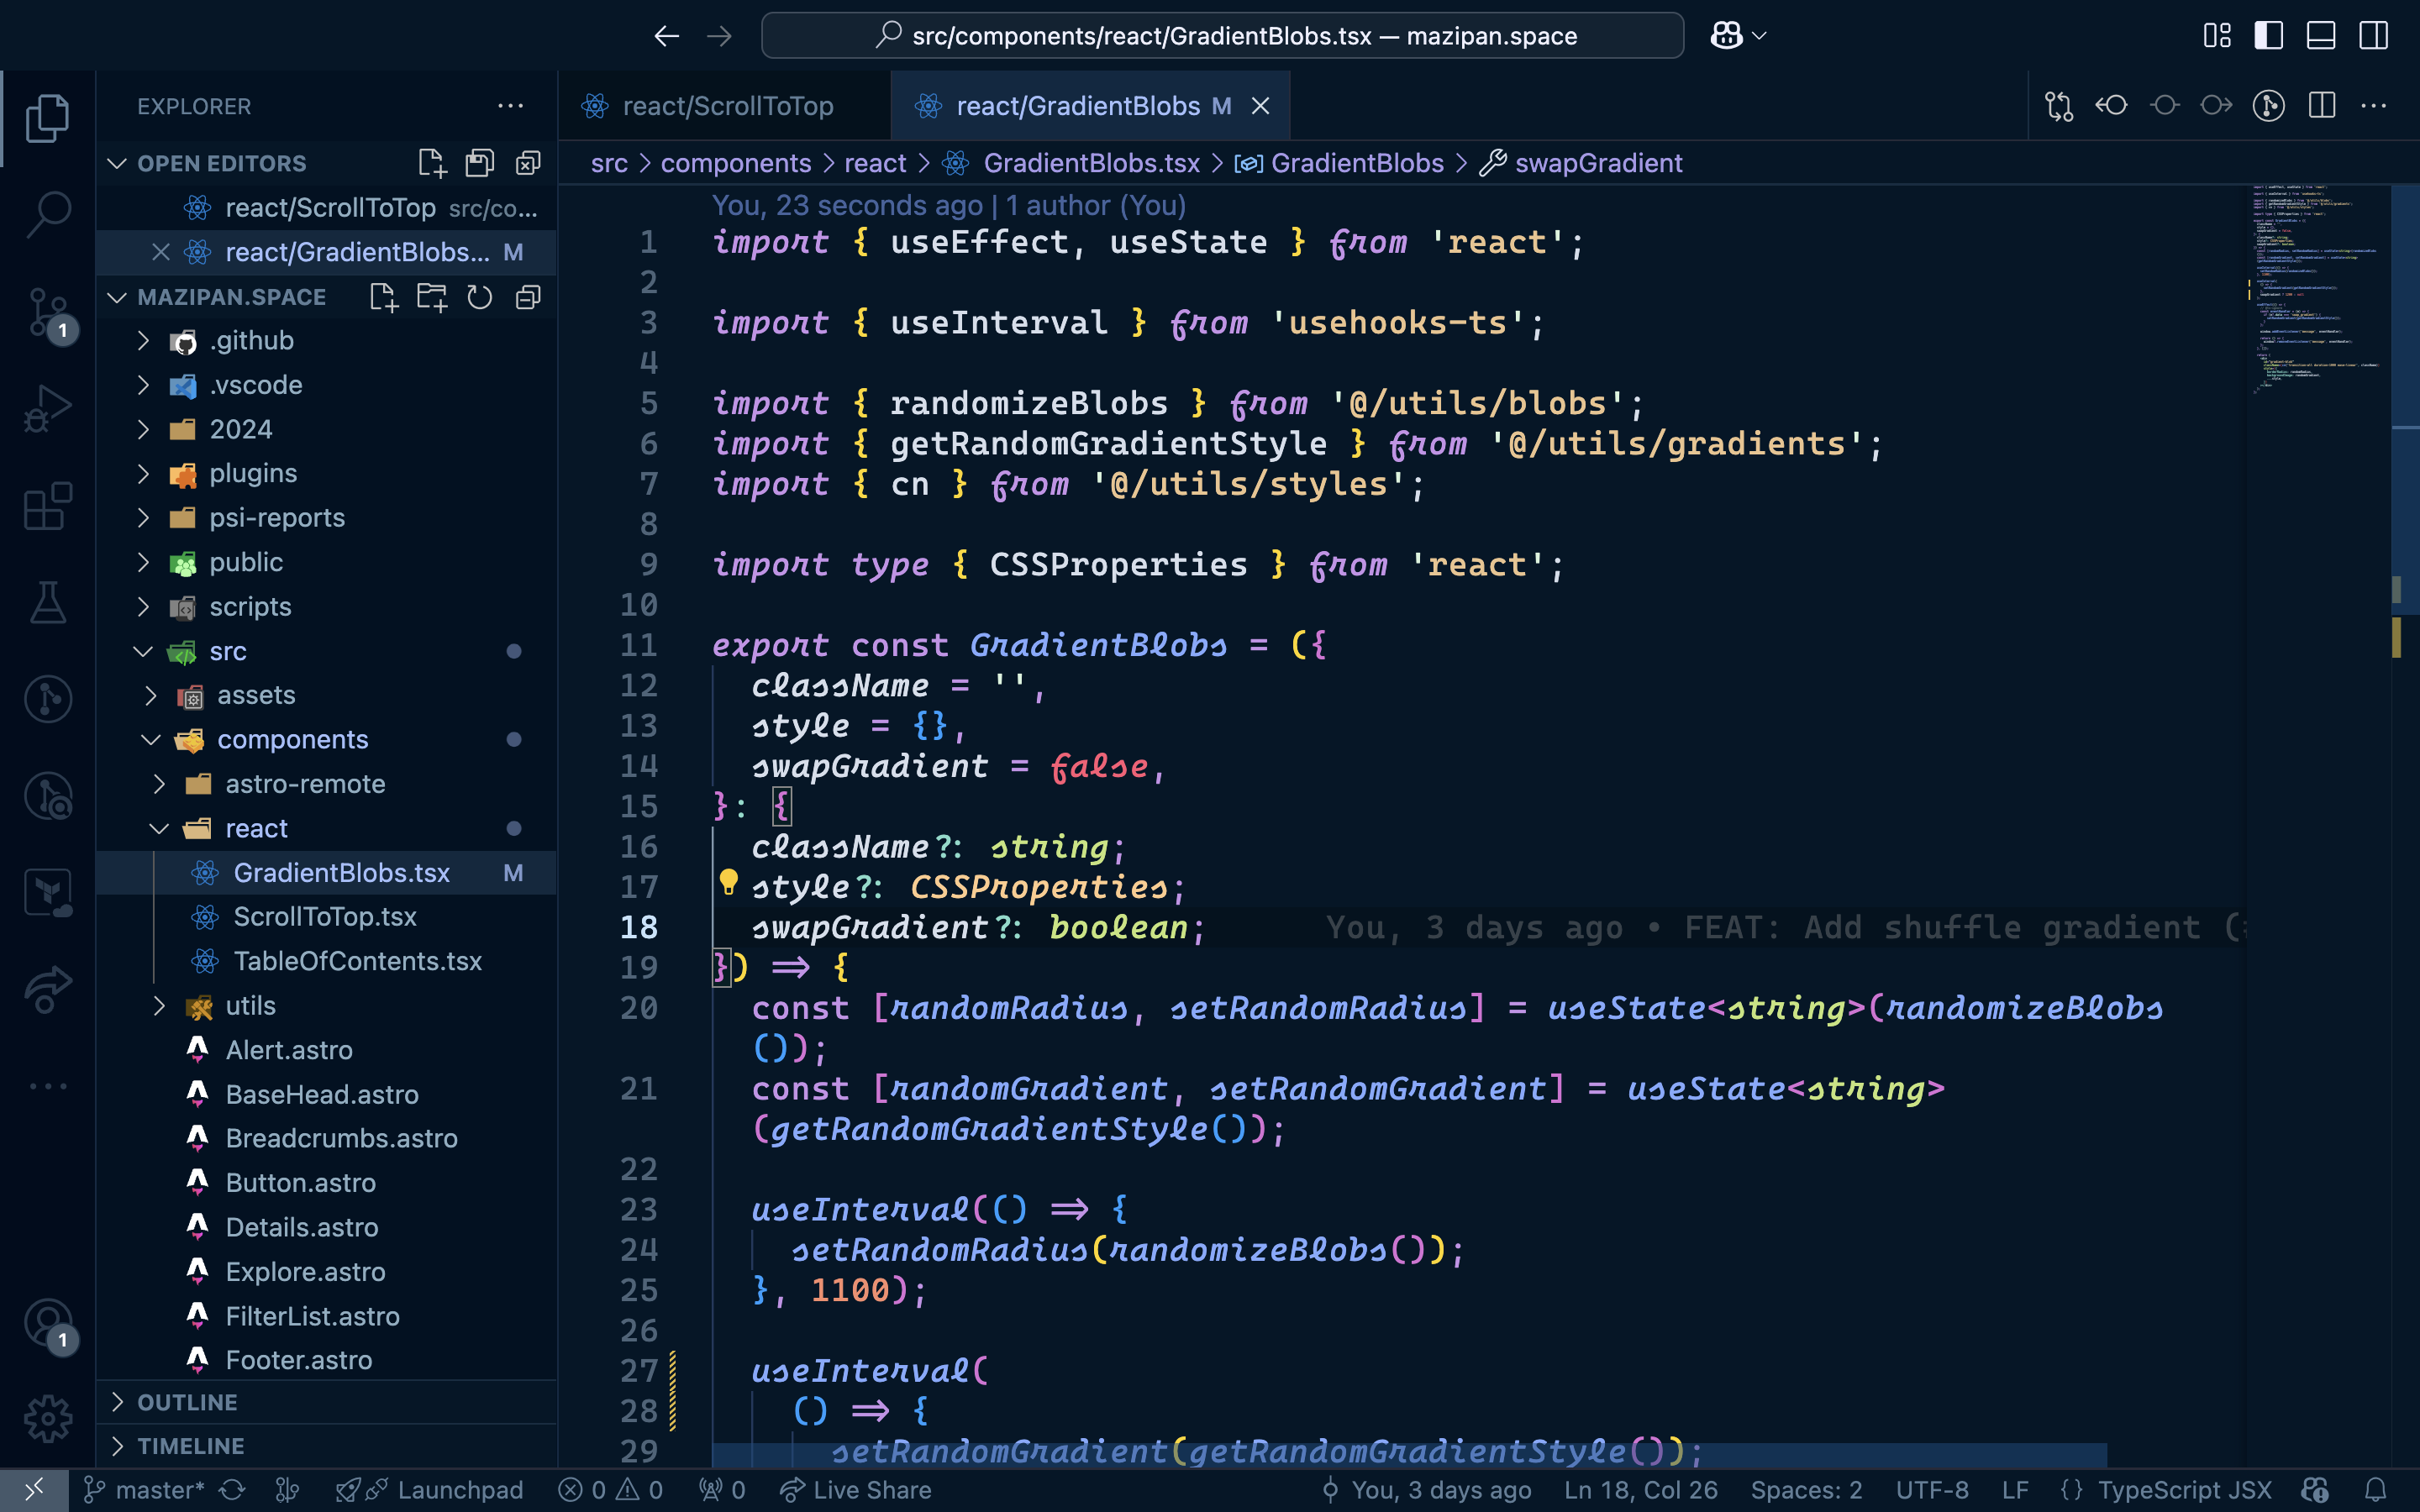 src/components/react/GradientBlobs.tsx — mazipan.space
EXPLORER
OPEN EDITORS
react/ScrollToTop src/co...
react/GradientBlobs... M
MAZIPAN.SPACE
.github
.vscode
2024
plugins
psi-reports
public
scripts
src
assets
components
astro-remote
react
GradientBlobs.tsx M
ScrollToTop.tsx
TableOfContents.tsx
utils
Alert.astro
BaseHead.astro
Breadcrumbs.astro
Button.astro
Details.astro
Explore.astro
FilterList.astro
Footer.astro
OUTLINE
TIMELINE
1
1
react/ScrollToTop
react/GradientBlobs M
src > components > react > GradientBlobs.tsx > GradientBlobs > swapGradient
You, 23 seconds ago | 1 author (You)
1 import { useEffect, useState } from 'react';
2
3 import { useInterval } from 'usehooks-ts';
4
5 import { randomizeBlobs } from '@/utils/blobs';
6 import { getRandomGradientStyle } from '@/utils/gradients';
7 import { cn } from '@/utils/styles';
8
9 import type { CSSProperties } from 'react';
10
11 export const GradientBlobs = ({
12 className = '',
13 style = {},
14 swapGradient = false,
15 }: {
16 className?: string;
17 style?: CSSProperties;
18 swapGradient?: boolean; You, 3 days ago • FEAT: Add shuffle gradient (
19 }) => {
20 const [randomRadius, setRandomRadius] = useState<string>(randomizeBlobs
());
21 const [randomGradient, setRandomGradient] = useState<string>
(getRandomGradientStyle());
22
23 useInterval(() => {
24 setRandomRadius(randomizeBlobs());
25 }, 1100);
26
27 useInterval(
28 () => {
29 setRandomGradient(getRandomGradientStyle());
master* Launchpad 0 0 0 Live Share You, 3 days ago Ln 18, Col 26 Spaces: 2 UTF-8 LF {} TypeScript JSX